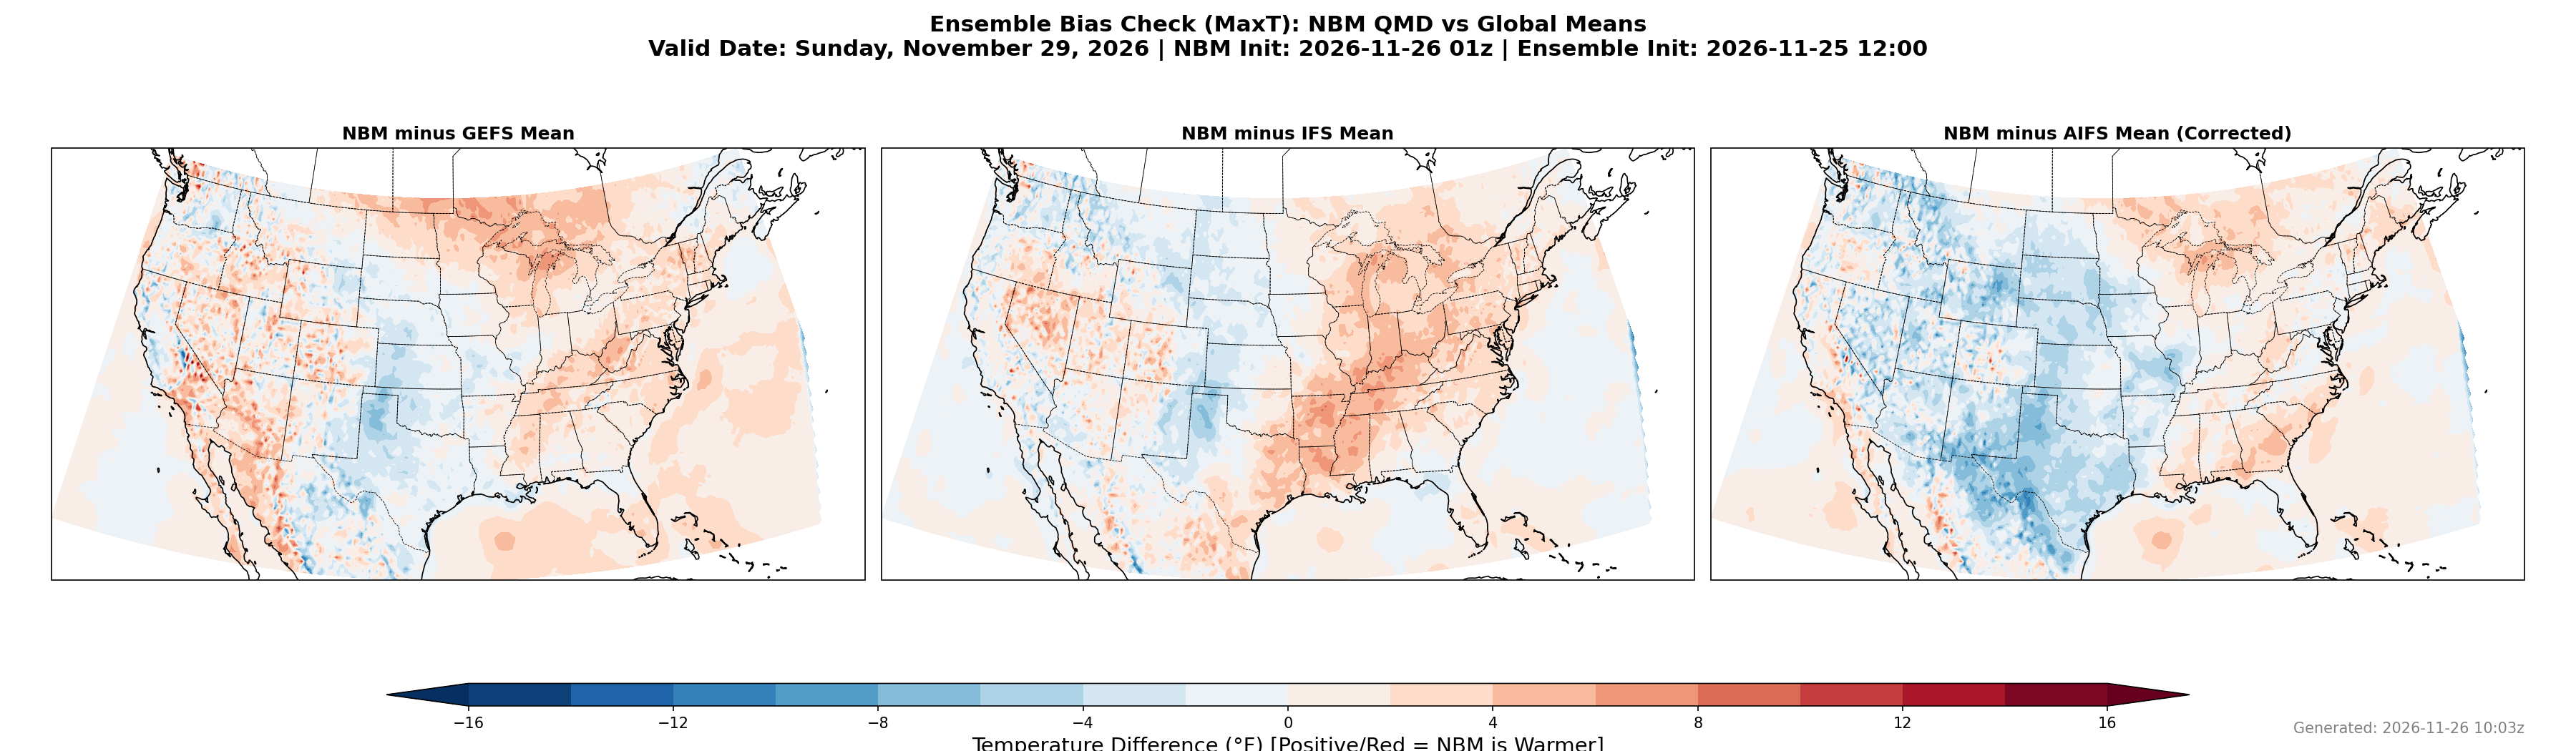 Ensemble Bias Check (MaxT): NBM QMD vs Global Means
Valid Date: Sunday, November 29, 2026 | NBM Init: 2026-11-26 01z | Ensemble Init: 2026-11-25 12:00
NBM minus GEFS Mean
NBM minus IFS Mean
NBM minus AIFS Mean (Corrected)
−16 −12 −8 −4 0 4 8 12 16
Generated: 2026-11-26 10:03z
Temperature Difference (°F) [Positive/Red = NBM is Warmer]